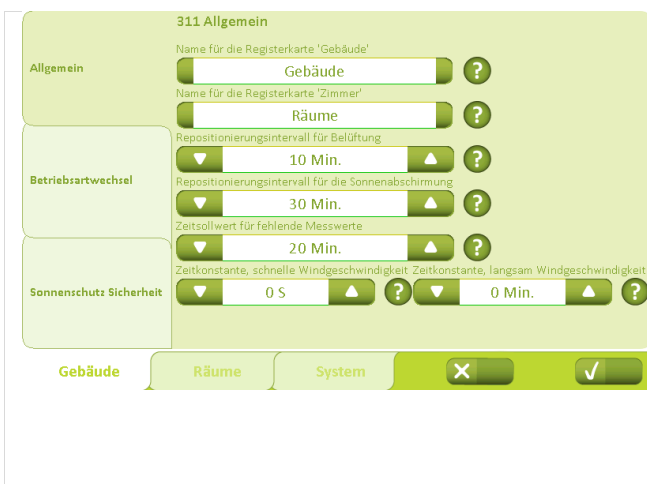 311 Allgemein
Allgemein
Name für die Registerkarte 'Gebäude'
Gebäude
?
Name für die Registerkarte 'Zimmer'
Räume
?
Betriebsartwechsel
Repositionierungsintervall für Belüftung
10 Min.
?
Repositionierungsintervall für die Sonnenabschirmung
30 Min.
?
Zeitsollwert für fehlende Messwerte
20 Min.
?
Sonnenschutz Sicherheit
Zeitkonstante, schnelle Windgeschwindigkeit Zeitkonstante, langsam Windgeschwindigkeit
0 S ? 0 Min. ?
Gebäude Räume System